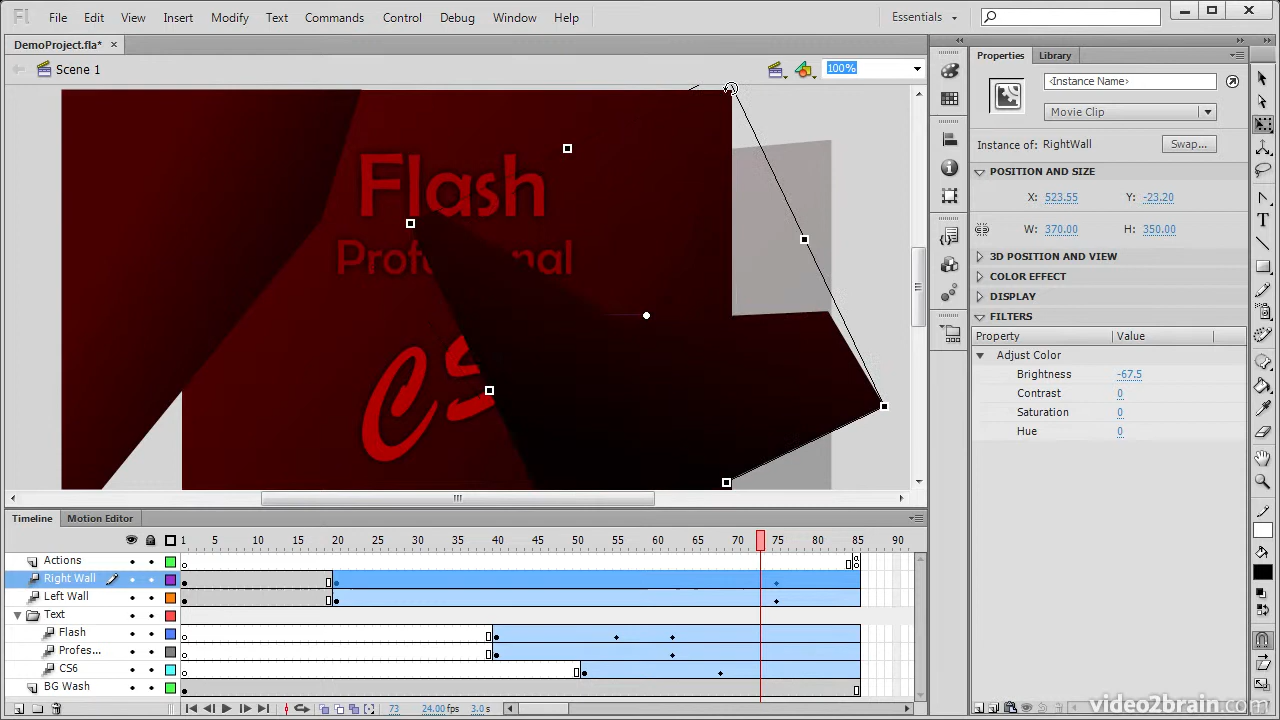 Fl File Edit View Insert Modify Text Commands Control Debug Window Help Essentials
DemoProject.fla* ×
Scene 1 100%
Flash
Professional
CS
Properties Library
<Instance Name>
Movie Clip
Instance of: RightWall Swap...
POSITION AND SIZE
X: 523.55 Y: -23.20
W: 370.00 H: 350.00
3D POSITION AND VIEW
COLOR EFFECT
DISPLAY
FILTERS
Property Value
Adjust Color
Brightness -67.5
Contrast 0
Saturation 0
Hue 0
Timeline Motion Editor
1 5 10 15 20 25 30 35 40 45 50 55 60 65 70 75 80 85 90
Actions
Right Wall
Left Wall
Text
Flash
Profes...
CS6
BG Wash
73 24.00 fps 3.0 s
video2brain.com